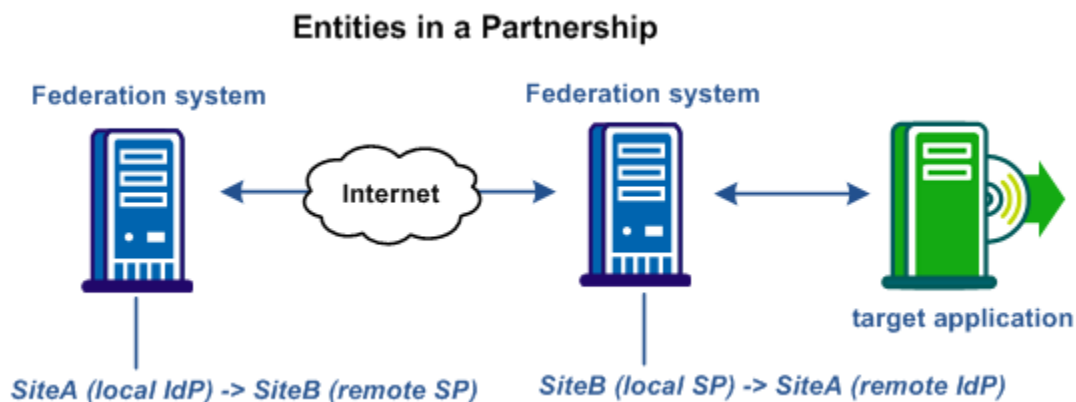 Entities in a Partnership
Federation system
Federation system
Internet
target application
SiteA (local IdP) -> SiteB (remote SP)
SiteB (local SP) -> SiteA (remote IdP)